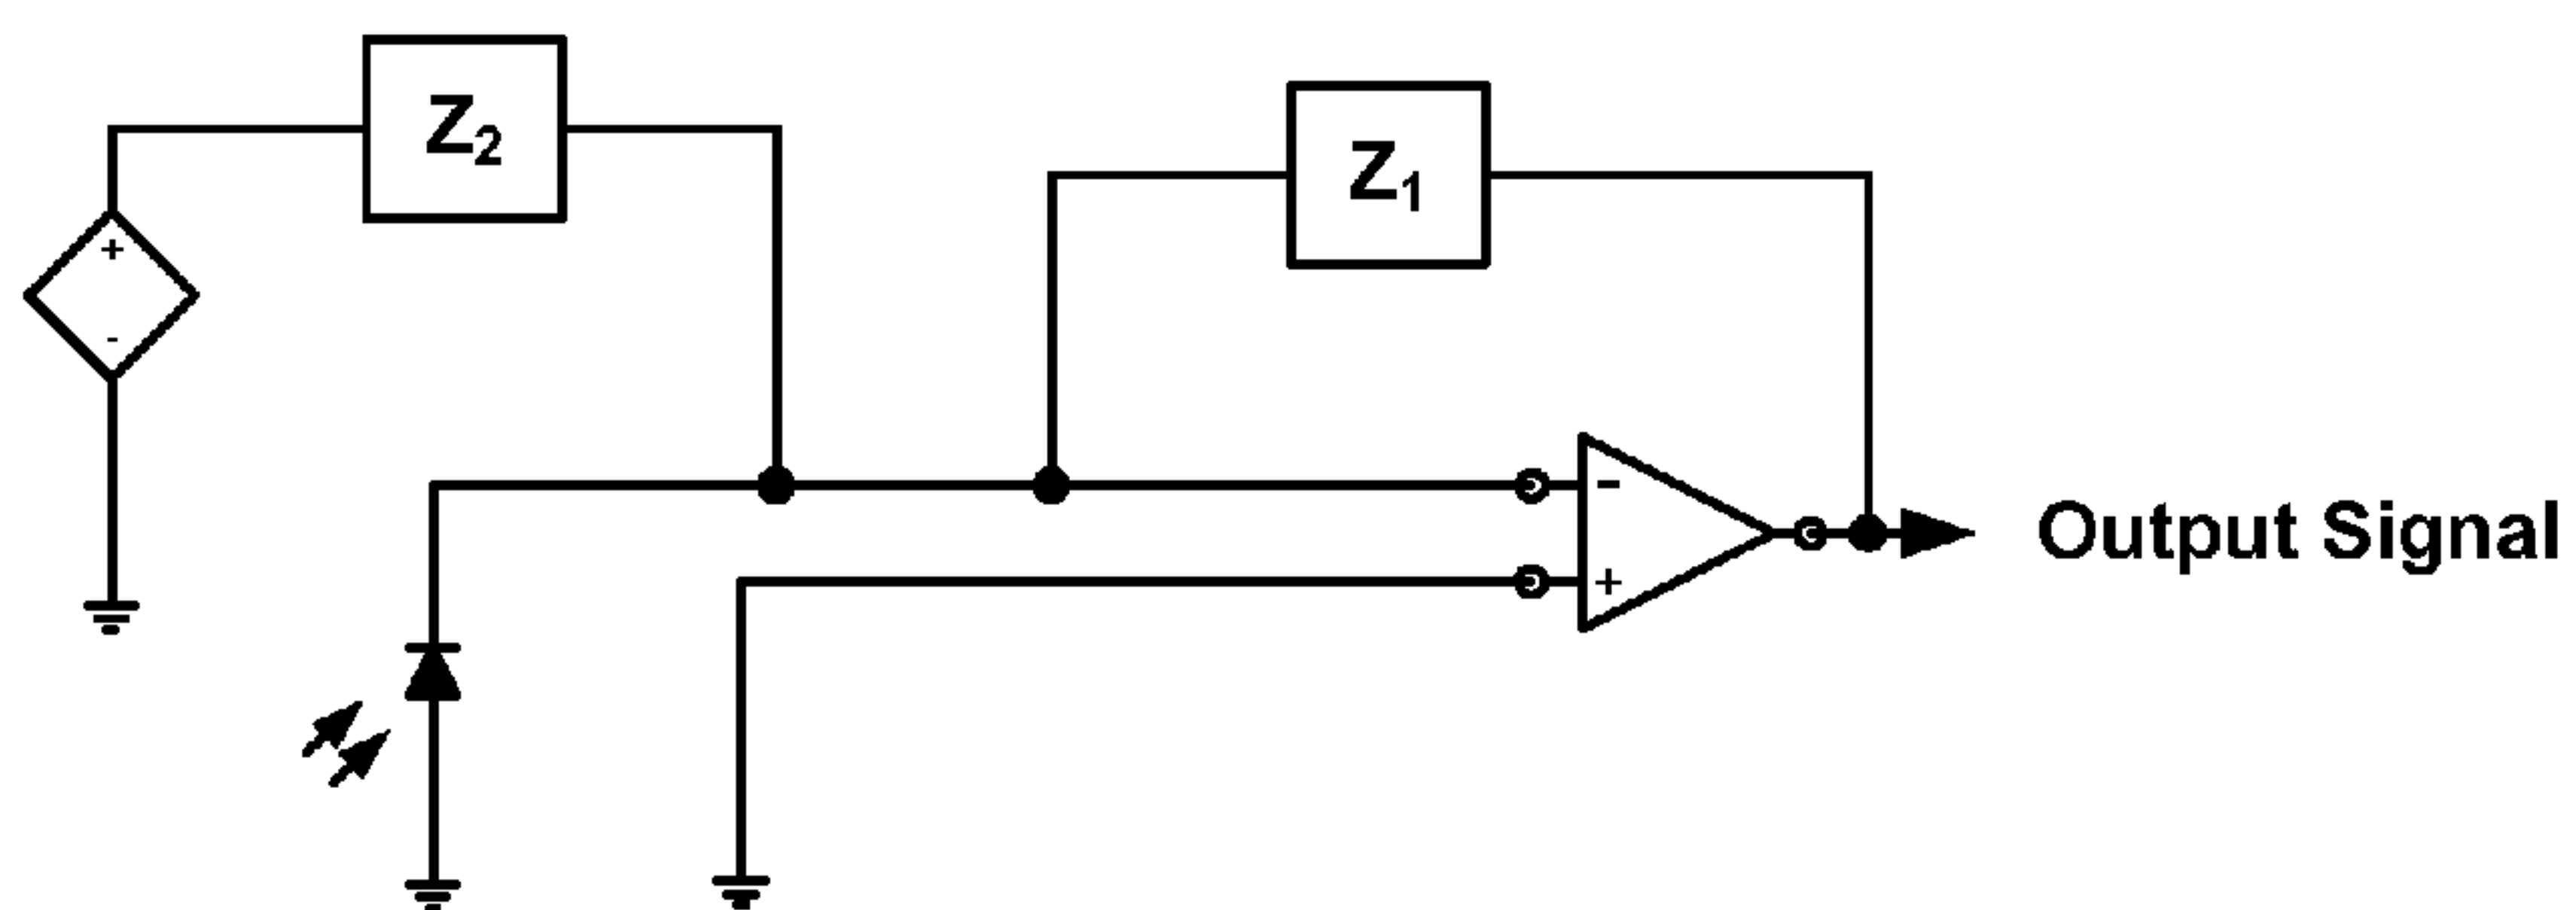 Z₂
Z₁
+
-
-
+
Output Signal